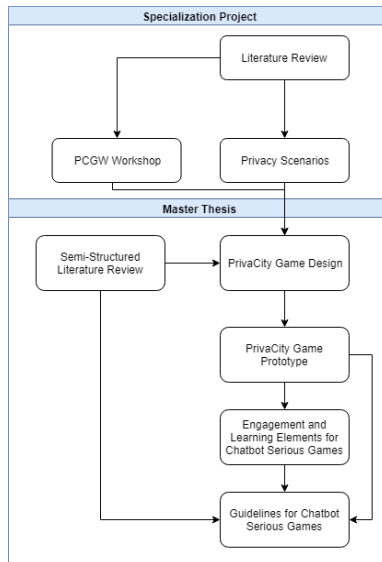 Specialization Project
Literature Review
PCGW Workshop
Privacy Scenarios
Master Thesis
Semi-Structured
Literature Review
PrivaCity Game Design
PrivaCity Game
Prototype
Engagement and
Learning Elements for
Chatbot Serious Games
Guidelines for Chatbot
Serious Games